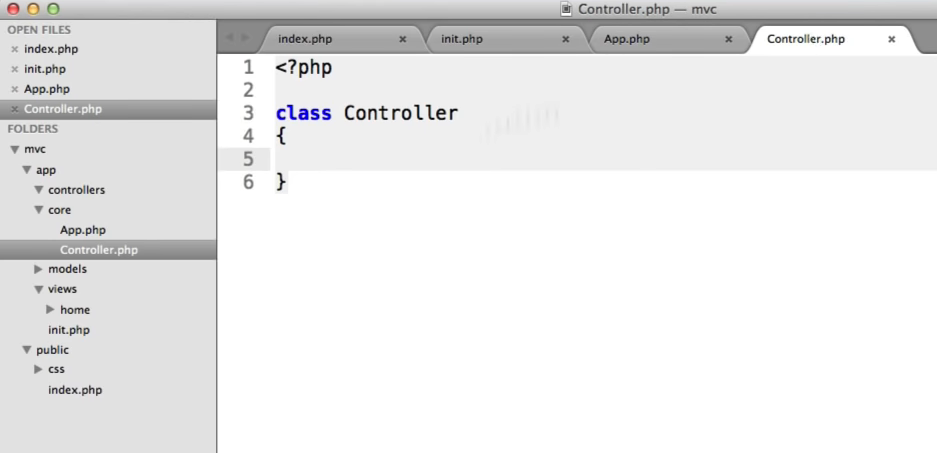 Controller.php — mvc
OPEN FILES
× index.php
× init.php
× App.php
× Controller.php
FOLDERS
mvc
app
controllers
core
App.php
Controller.php
models
views
home
init.php
public
css
index.php
index.php ×
init.php ×
App.php ×
Controller.php ×
1 <?php
2
3 class Controller
4 {
5
6 }